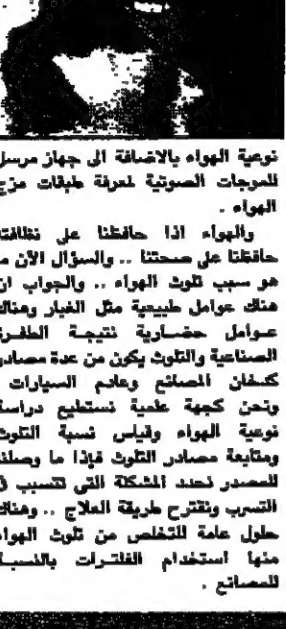 نوعية الهواء بالاضافة الى جهاز مرسل
للموجات الصوتية لمعرفة طبقات مزج
الهواء .
والهواء اذا حافظنا على نظافته
حافظنا على صحتنا .. والسؤال الآن
هو سبب تلوث الهواء .. والجواب ان
هناك عوامل طبيعية مثل الغبار وهناك
عوامل حضارية نتيجة الطفرة
الصناعية والتلوث يكون من عدة مصادر
كدخان المصانع وعادم السيارات
ونحن كجهة علمية نستطيع دراسة
نوعية الهواء وقياس نسبة التلوث
ومتابعة مصادر التلوث فإذا ما وصلنا
للمصدر نحدد المشكلة التي تتسبب
التسرب ونقترح طريقة العلاج .. وهناك
حلول عامة للتخلص من تلوث الهواء
منها استخدام الفلترات بالنسبة
للمصانع .